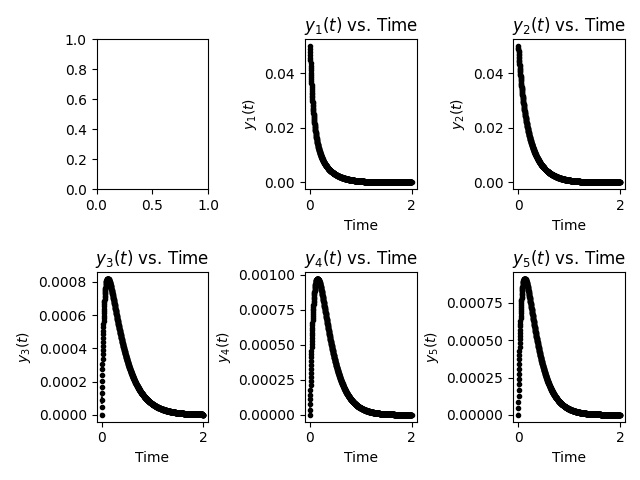 y₁(t) vs. Time
y₂(t) vs. Time
1.0
0.8
0.6
0.4
0.2
0.0
0.0 0.5 1.0
y₁(t)
0.04
0.02
0.00
0 2
Time
y₂(t)
0.04
0.02
0.00
0 2
Time
y₃(t) vs. Time
y₄(t) vs. Time
y₅(t) vs. Time
y₃(t)
0.0008
0.0006
0.0004
0.0002
0.0000
0 2
Time
y₄(t)
0.00100
0.00075
0.00050
0.00025
0.00000
0 2
Time
y₅(t)
0.00075
0.00050
0.00025
0.00000
0 2
Time